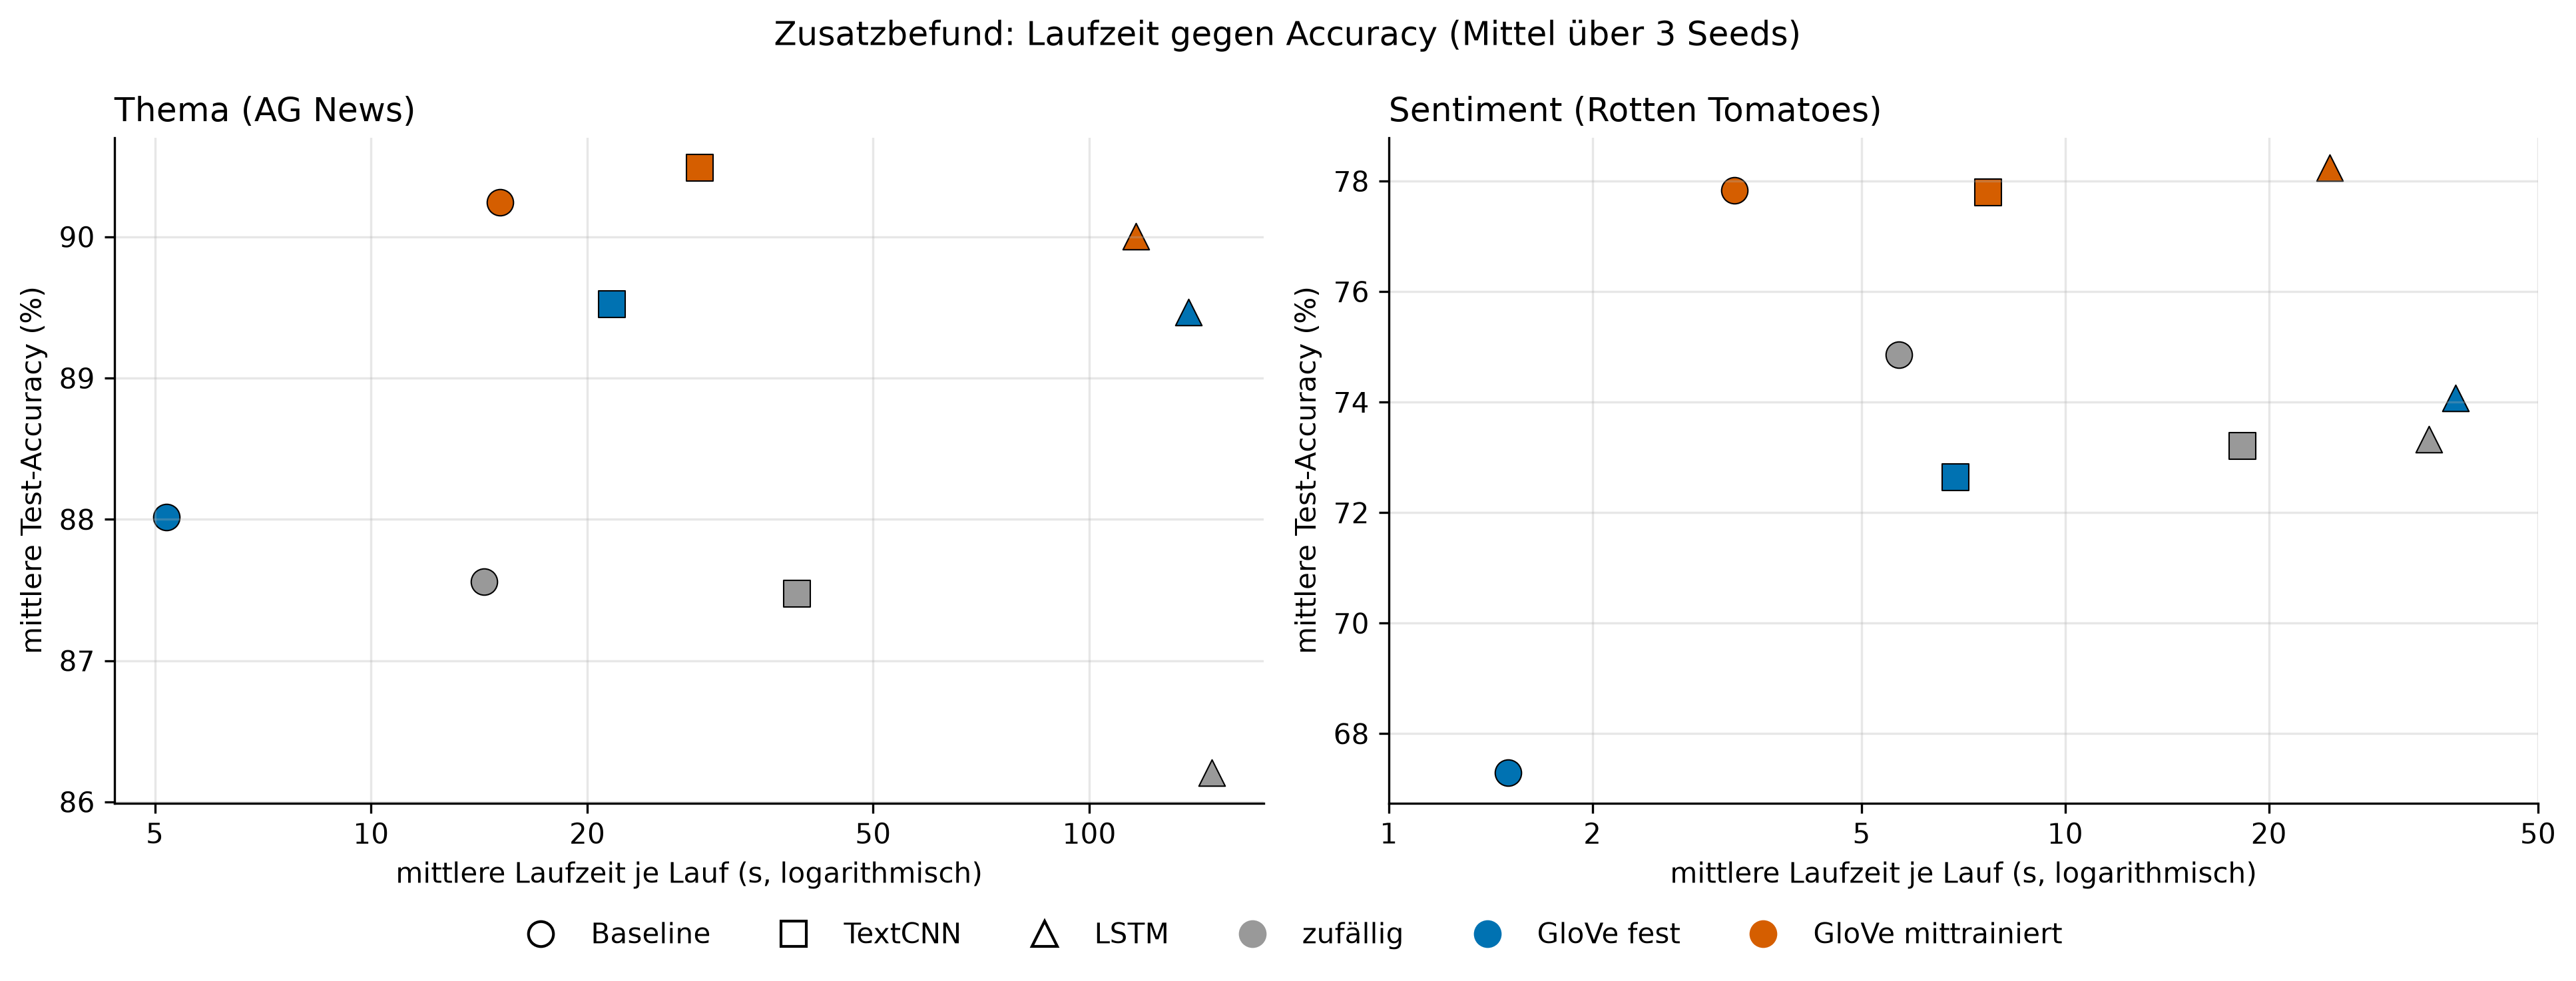 Zusatzbefund: Laufzeit gegen Accuracy (Mittel über 3 Seeds)
Thema (AG News)
mittlere Test-Accuracy (%)
90
89
88
87
86
5 10 20 50 100
mittlere Laufzeit je Lauf (s, logarithmisch)
Sentiment (Rotten Tomatoes)
mittlere Test-Accuracy (%)
78
76
74
72
70
68
1 2 5 10 20 50
mittlere Laufzeit je Lauf (s, logarithmisch)
Baseline TextCNN LSTM zufällig GloVe fest GloVe mittrainiert